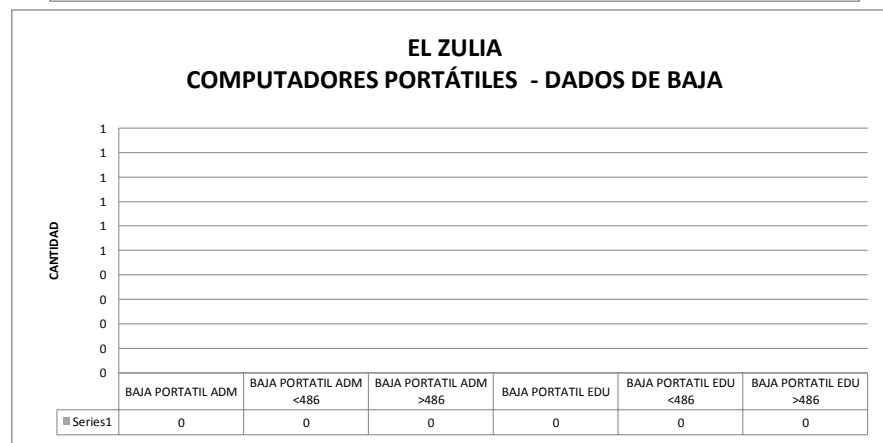 EL ZULIA
COMPUTADORES PORTÁTILES - DADOS DE BAJA
CANTIDAD
1
1
1
1
1
1
0
0
0
0
0
BAJA PORTATIL ADM
BAJA PORTATIL ADM
<486
BAJA PORTATIL ADM
>486
BAJA PORTATIL EDU
BAJA PORTATIL EDU
<486
BAJA PORTATIL EDU
>486
Series1 0 0 0 0 0 0